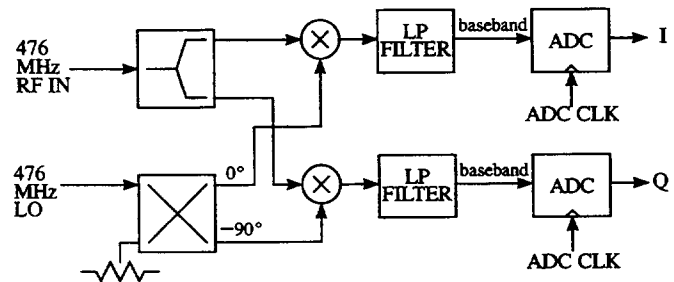 476
MHz
RF IN
LP
FILTER
baseband
ADC
I
ADC CLK
476
MHz
LO
0°
−90°
LP
FILTER
baseband
ADC
Q
ADC CLK